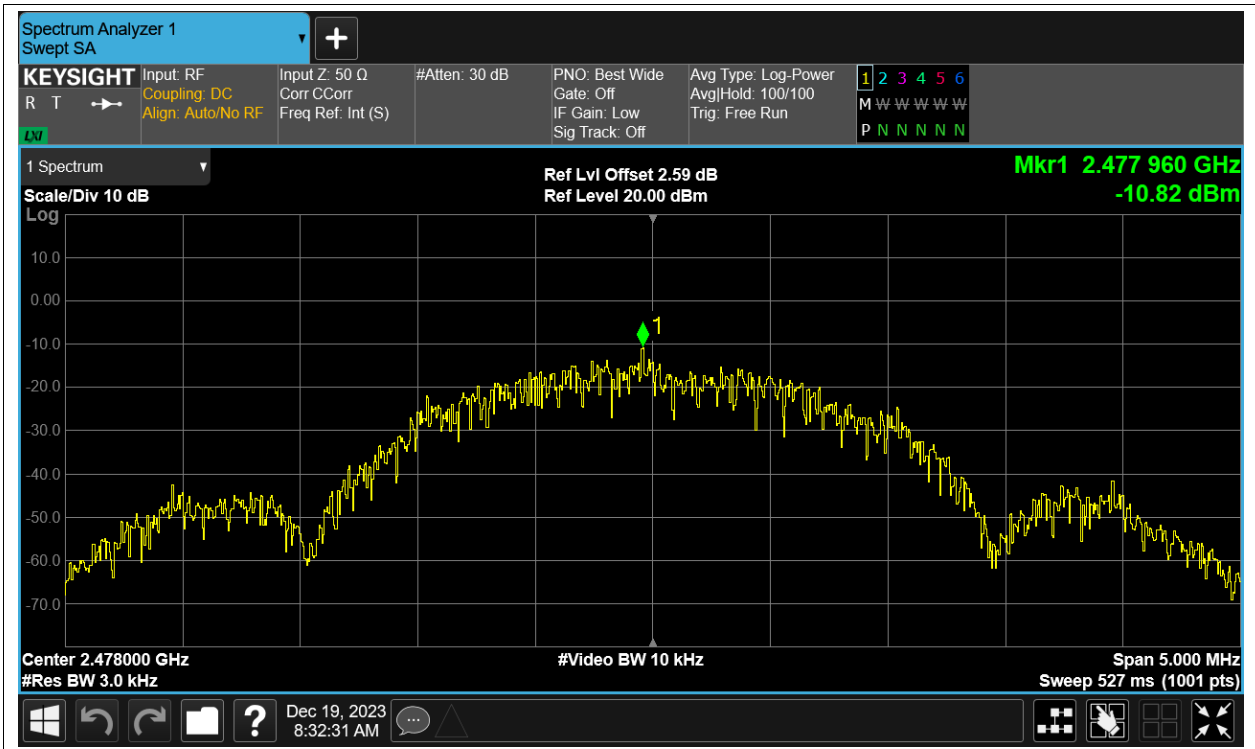 Spectrum Analyzer 1
Swept SA
+
KEYSIGHT
R T
LXI
Input: RF
Coupling: DC
Align: Auto/No RF
Input Z: 50 Ω
Corr CCorr
Freq Ref: Int (S)
#Atten: 30 dB
PNO: Best Wide
Gate: Off
IF Gain: Low
Sig Track: Off
Avg Type: Log-Power
Avg|Hold: 100/100
Trig: Free Run
1 2 3 4 5 6
M W W W W W
P N N N N N
1 Spectrum
Scale/Div 10 dB
Ref Lvl Offset 2.59 dB
Ref Level 20.00 dBm
Mkr1 2.477 960 GHz
-10.82 dBm
Log
10.0
0.00
-10.0
-20.0
-30.0
-40.0
-50.0
-60.0
-70.0
1
Center 2.478000 GHz
#Res BW 3.0 kHz
#Video BW 10 kHz
Span 5.000 MHz
Sweep 527 ms (1001 pts)
?
Dec 19, 2023
8:32:31 AM